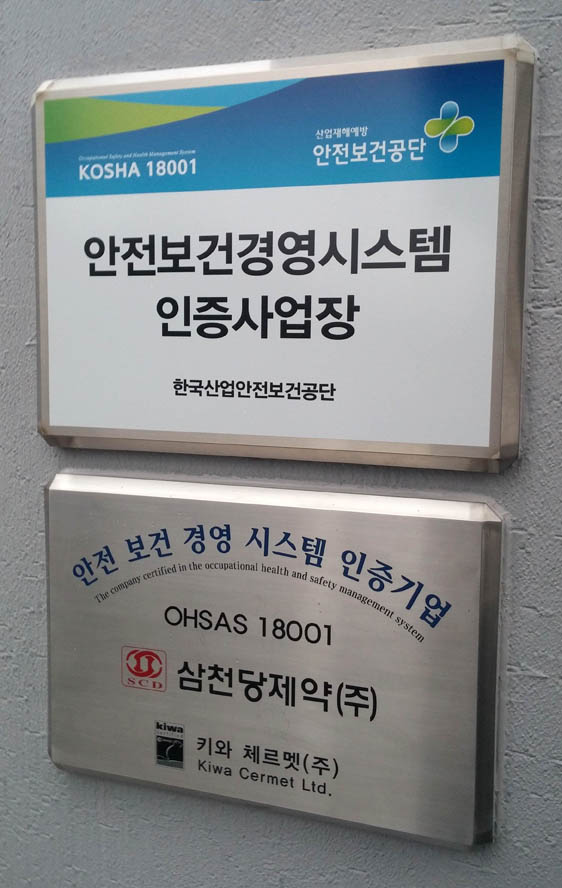 Occupational Safety and Health Management System
KOSHA 18001
산업재해예방
안전보건공단
안전보건경영시스템
인증사업장
한국산업안전보건공단
안전 보건 경영 시스템 인증기업
The company certified in the occupational health and safety management system
OHSAS 18001
SCD
삼천당제약(주)
kiwa
키와 체르멧(주)
Kiwa Cermet Ltd.